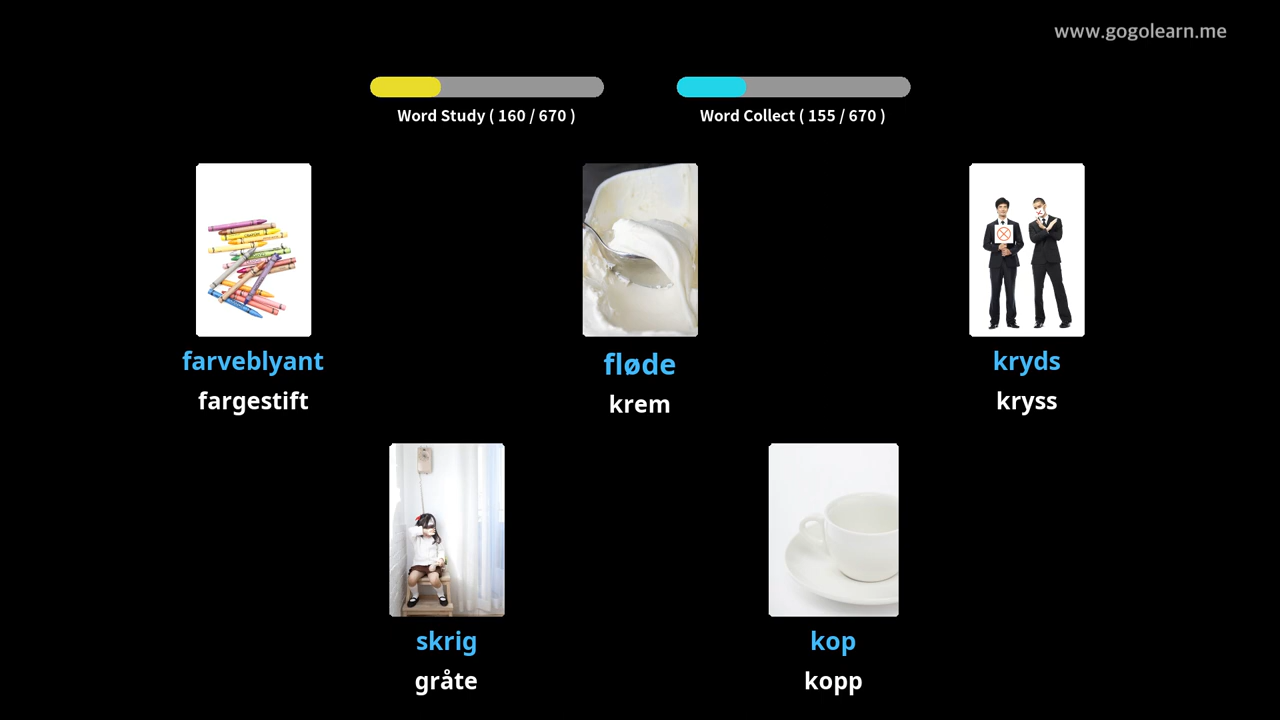 www.gogolearn.me
Word Study ( 160 / 670 )
Word Collect ( 155 / 670 )
farveblyant
fargestift
fløde
krem
kryds
kryss
skrig
gråte
kop
kopp